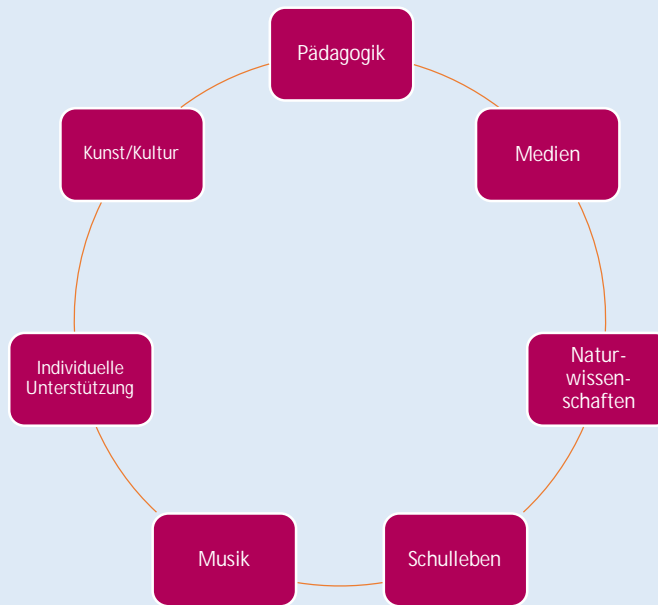 Pädagogik
Medien
Natur-
wissen-
schaften
Schulleben
Musik
Individuelle
Unterstützung
Kunst/Kultur